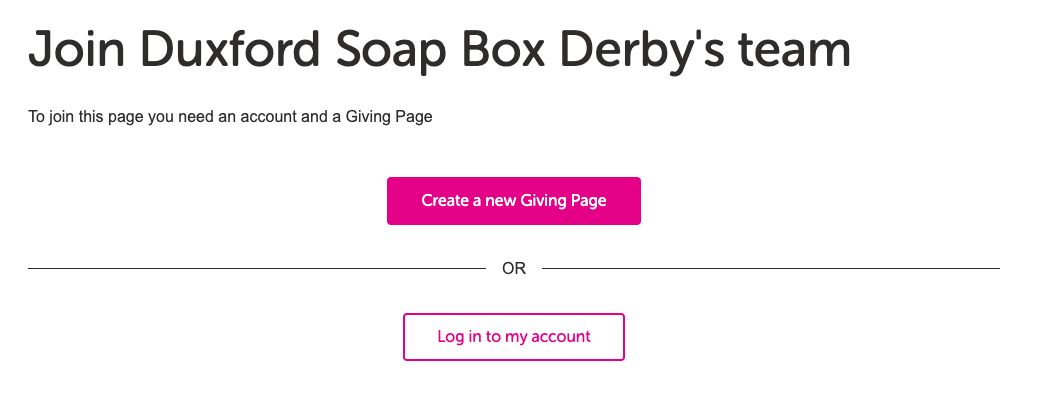 Join Duxford Soap Box Derby's team
To join this page you need an account and a Giving Page
Create a new Giving Page
OR
Log in to my account